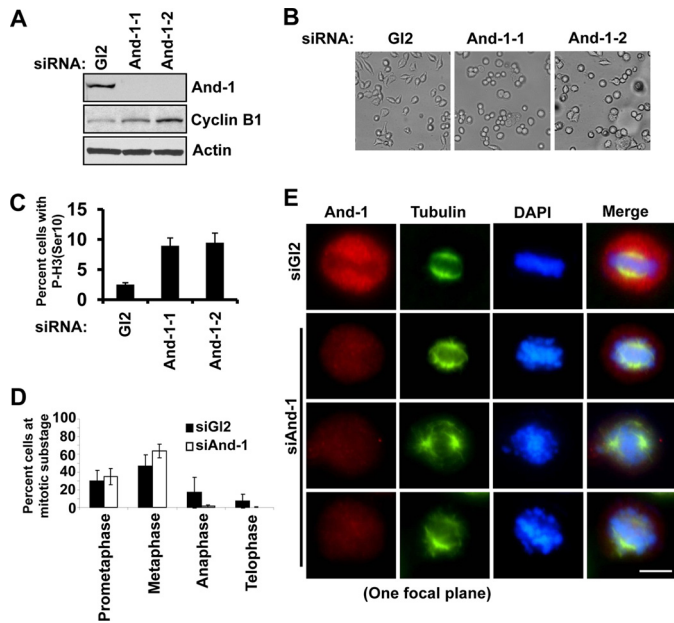 A
siRNA: Gl2 And-1-1 And-1-2
And-1
Cyclin B1
Actin
B
siRNA: Gl2 And-1-1 And-1-2
C
Percent cells with
P-H3(Ser10)
15
10
5
0
siRNA: Gl2 And-1-1 And-1-2
D
Percent cells at
mitotic substage
100
80
60
40
20
0
siGl2
siAnd-1
Prometaphase
Metaphase
Anaphase
Telophase
E
And-1 Tubulin DAPI Merge
siGl2
siAnd-1
(One focal plane)